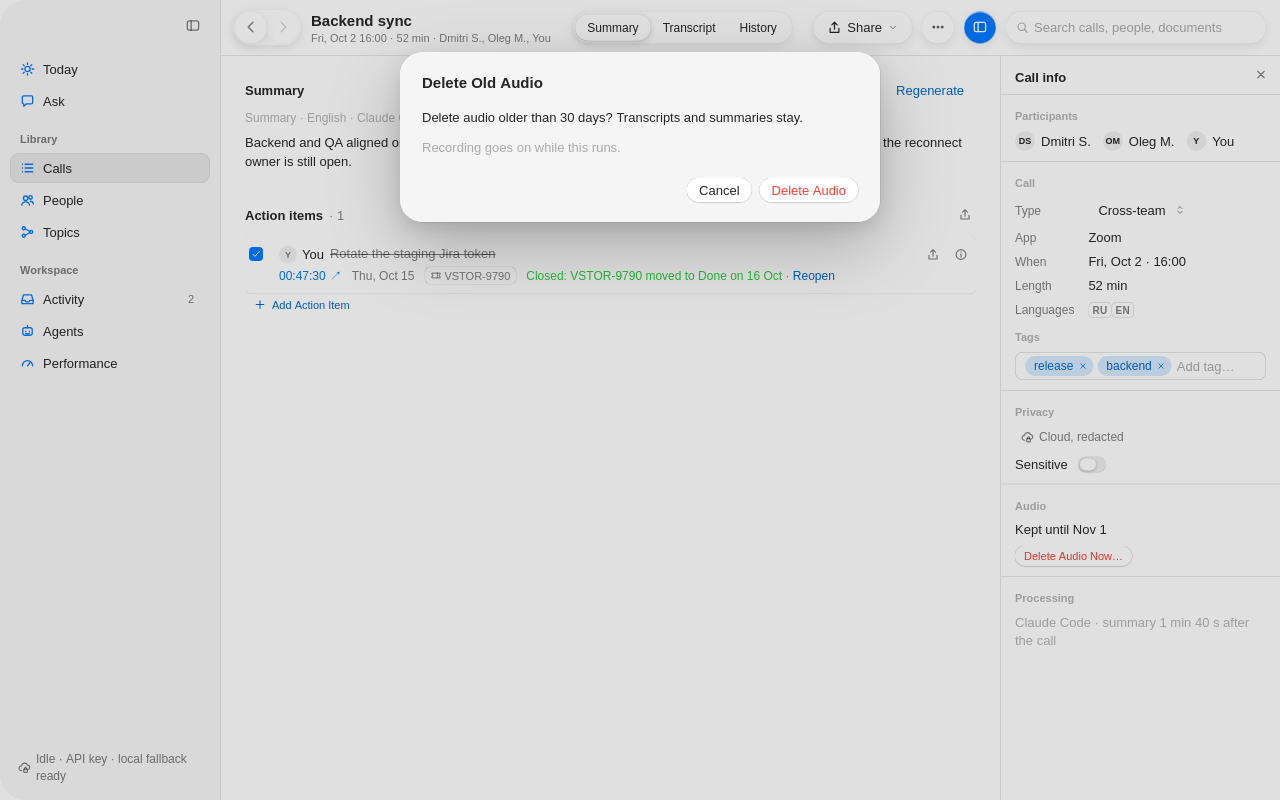 Today
Ask
Library
Calls
People
Topics
Workspace
Activity 2
Agents
Performance
Idle · API key · local fallback
ready
Backend sync
Fri, Oct 2 16:00 · 52 min · Dmitri S., Oleg M., You
Summary Transcript History
Share
Search calls, people, documents
Summary
Regenerate
Summary · English · Claude
Backend and QA aligned
the reconnect
owner is still open.
Delete Old Audio
Delete audio older than 30 days? Transcripts and summaries stay.
Recording goes on while this runs.
Cancel Delete Audio
Action items · 1
Y You Rotate the staging Jira token
00:47:30 Thu, Oct 15 VSTOR-9790 Closed: VSTOR-9790 moved to Done on 16 Oct · Reopen
Add Action Item
Call info
Participants
DS Dmitri S. OM Oleg M. Y You
Call
Type Cross-team
App Zoom
When Fri, Oct 2 · 16:00
Length 52 min
Languages RU EN
Tags
release backend Add tag…
Privacy
Cloud, redacted
Sensitive
Audio
Kept until Nov 1
Delete Audio Now…
Processing
Claude Code · summary 1 min 40 s after
the call